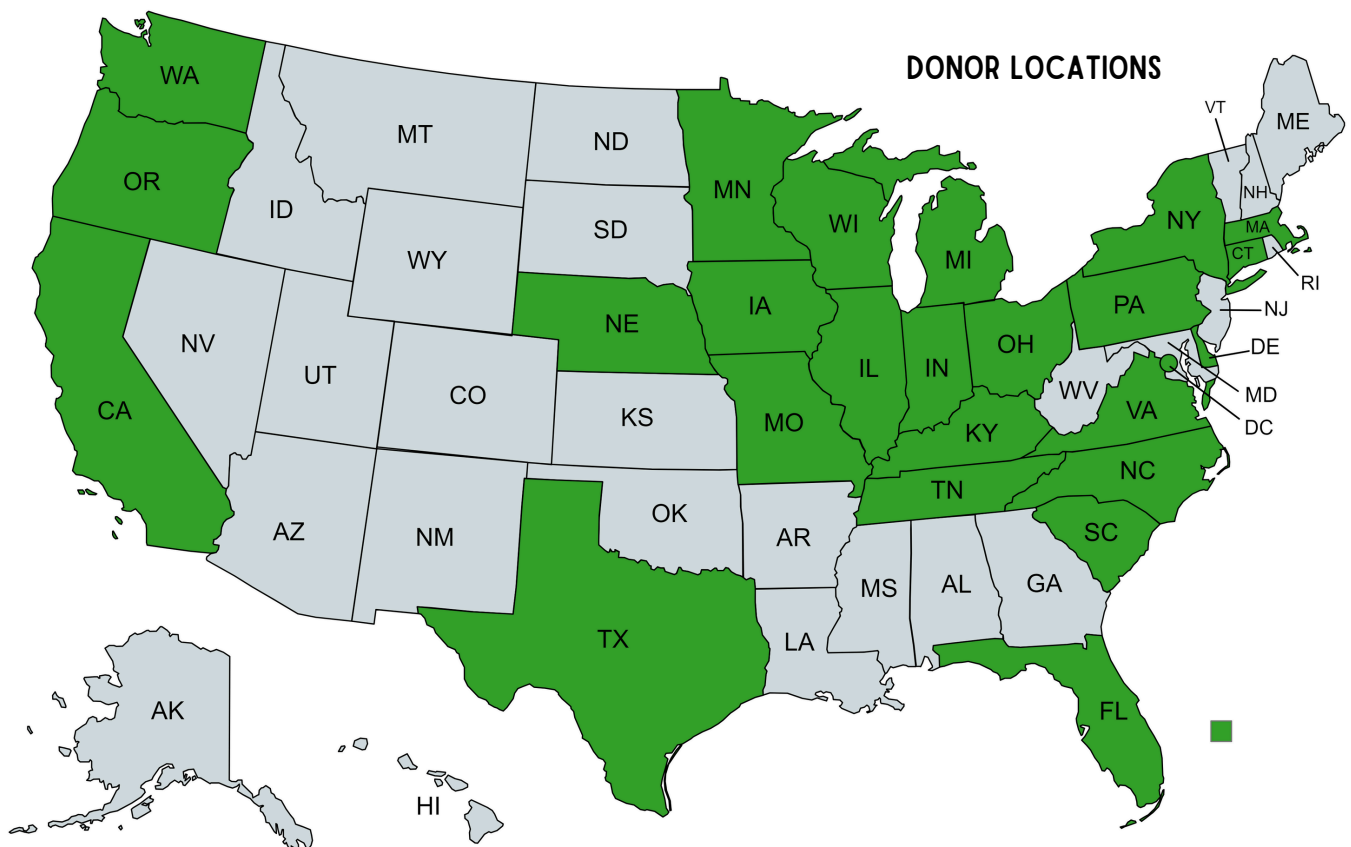 DONOR LOCATIONS
WA
MT
ND
MN
VT
ME
OR
ID
SD
WI
NH
NY
MA
WY
MI
CT
RI
NE
IA
PA
NJ
NV
UT
CO
IL
IN
OH
DE
CA
KS
MO
WV
MD
VA
DC
KY
AZ
NM
OK
AR
TN
NC
SC
MS
AL
GA
TX
LA
AK
FL
HI